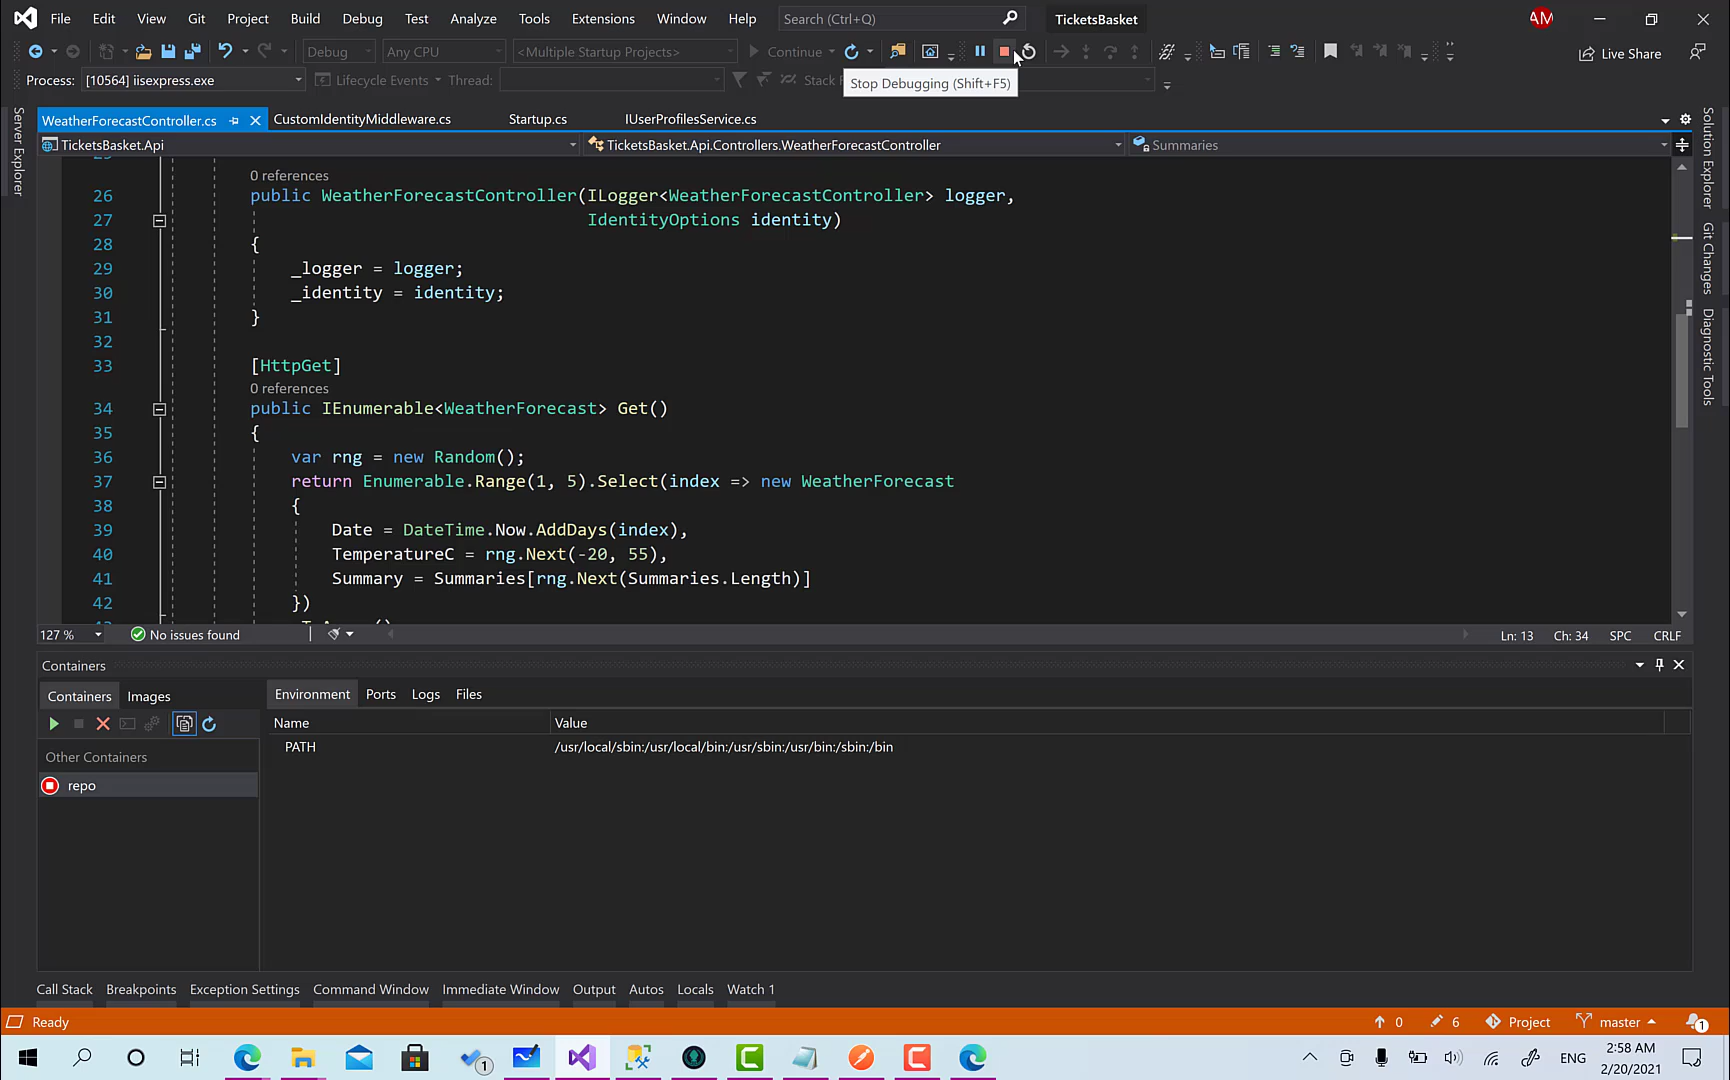 File Edit View Git Project Build Debug Test Analyze Tools Extensions Window Help Search (Ctrl+Q) TicketsBasket AM
Debug Any CPU <Multiple Startup Projects> Continue Live Share
Process: [10564] iisexpress.exe Lifecycle Events Thread: Stack
Stop Debugging (Shift+F5)
WeatherForecastController.cs CustomIdentityMiddleware.cs Startup.cs IUserProfilesService.cs
TicketsBasket.Api TicketsBasket.Api.Controllers.WeatherForecastController Summaries
Server Explorer
Solution Explorer
Git Changes
Diagnostic Tools
0 references
26 public WeatherForecastController(ILogger<WeatherForecastController> logger,
27 IdentityOptions identity)
28 {
29 _logger = logger;
30 _identity = identity;
31 }
32
33 [HttpGet]
0 references
34 public IEnumerable<WeatherForecast> Get()
35 {
36 var rng = new Random();
37 return Enumerable.Range(1, 5).Select(index => new WeatherForecast
38 {
39 Date = DateTime.Now.AddDays(index),
40 TemperatureC = rng.Next(-20, 55),
41 Summary = Summaries[rng.Next(Summaries.Length)]
42 })
127 % No issues found Ln: 13 Ch: 34 SPC CRLF
Containers
Containers Images Environment Ports Logs Files
Name Value
PATH /usr/local/sbin:/usr/local/bin:/usr/sbin:/usr/bin:/sbin:/bin
Other Containers
repo
Call Stack Breakpoints Exception Settings Command Window Immediate Window Output Autos Locals Watch 1
Ready 0 6 Project master 1
1 ENG 2:58 AM
2/20/2021